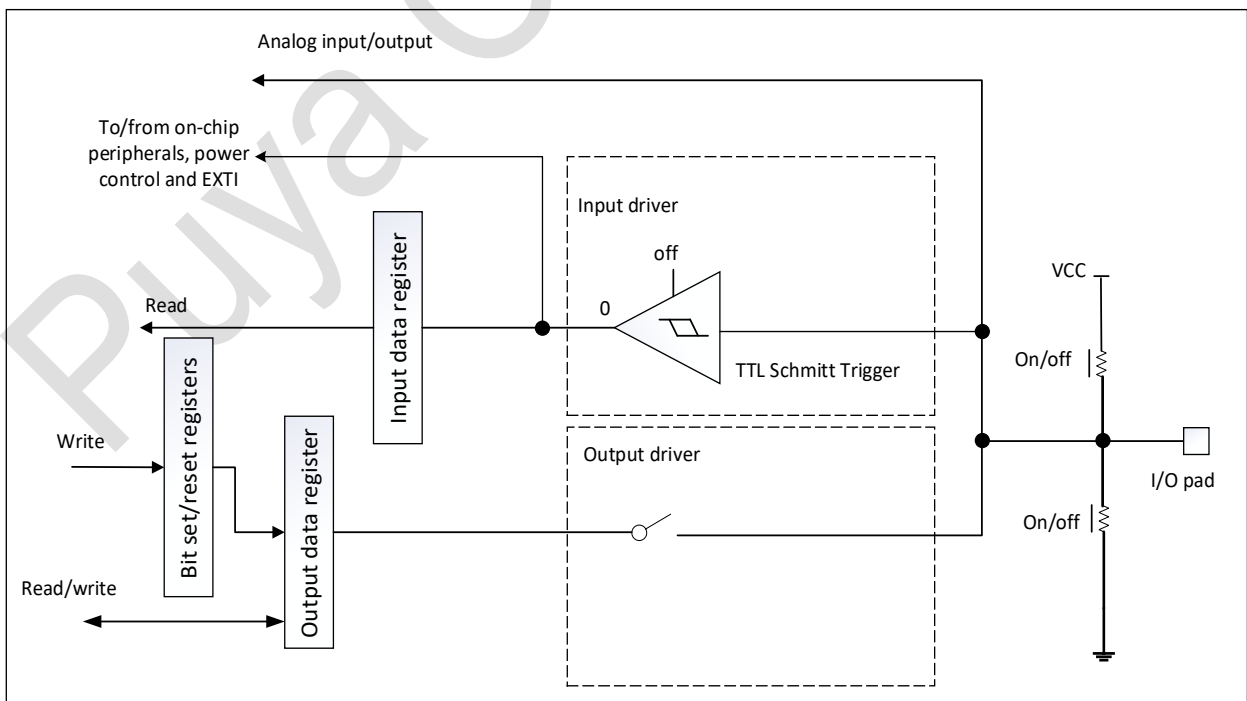 Analog input/output
To/from on-chip
peripherals, power
control and EXTI
Input driver
off
0
VCC
Read
Input data register
TTL Schmitt Trigger
On/off
Bit set/reset registers
Write
Output data register
Output driver
I/O pad
On/off
Read/write
Puya